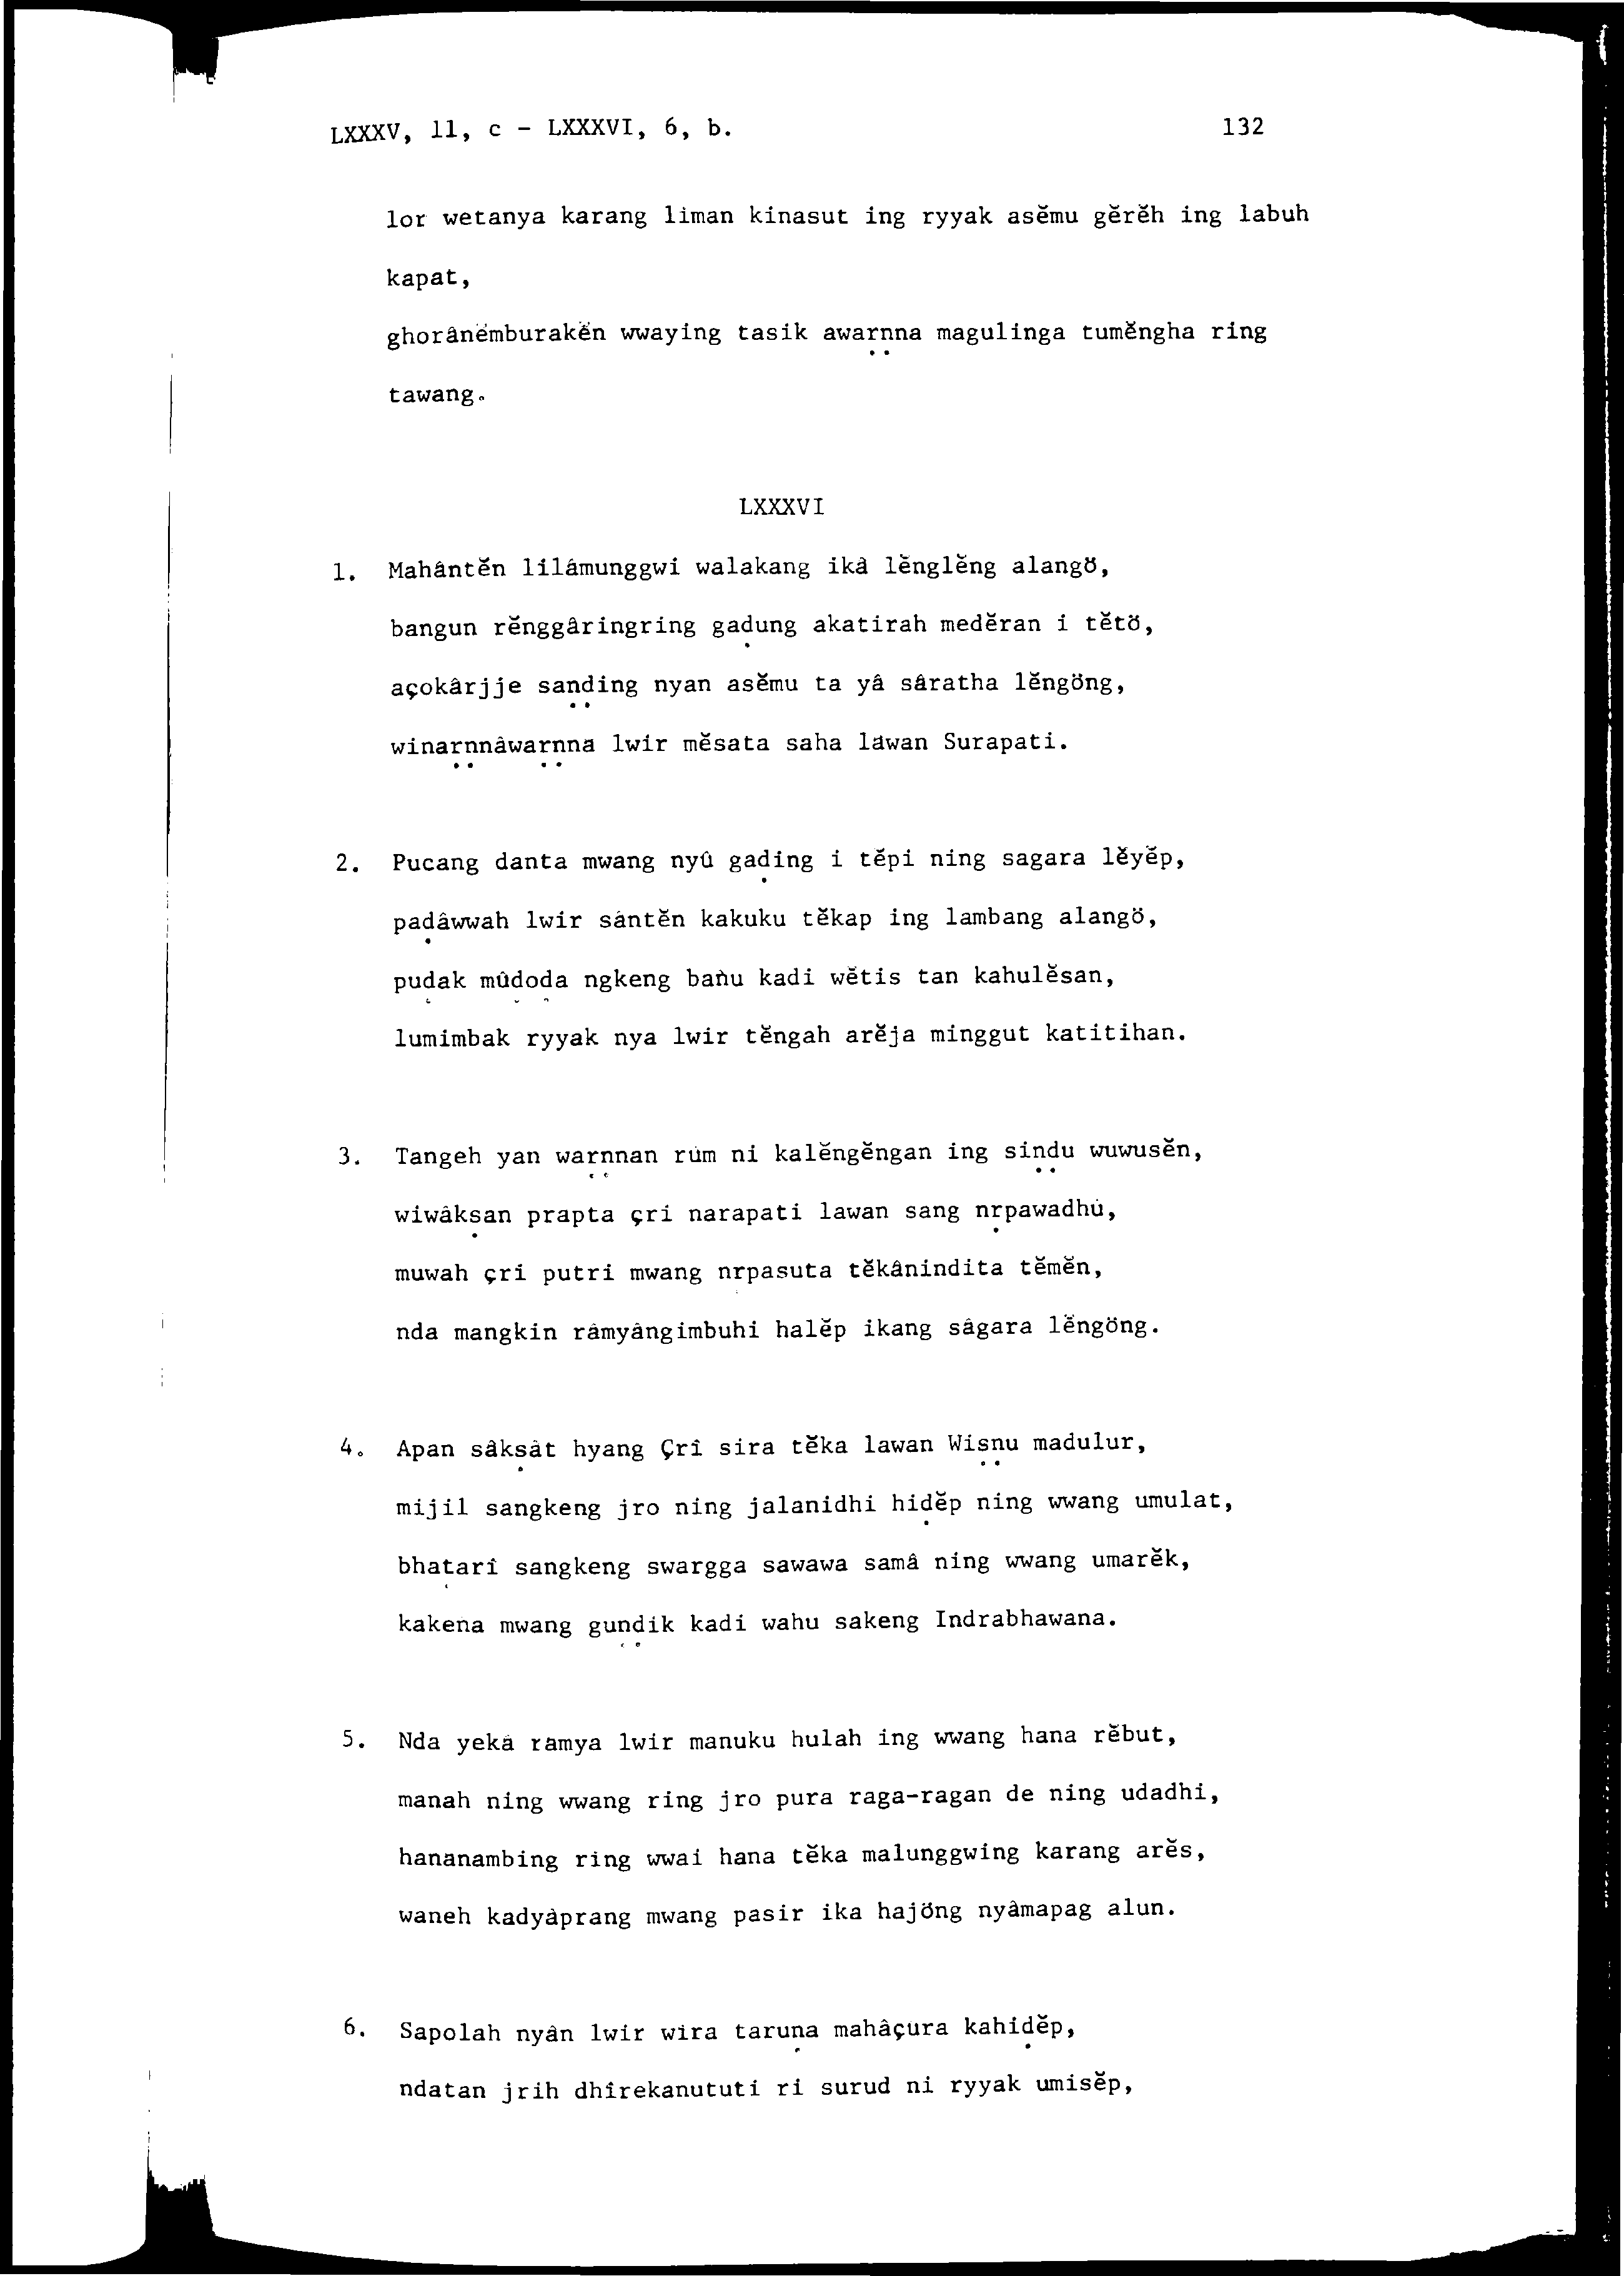 LXXXV, 11, c - LXXXVI, 6, b. 132
lor wetanya karang liman kinasut ing ryyak asĕmu gĕrĕh ing labuh
kapat,
ghorânĕmburakĕn wwaying tasik awarṇṇa magulinga tumĕngha ring
tawang.
LXXXVI
1. Mahântĕn lilâmunggwi walakang ikâ lĕnglĕng alangö,
bangun rĕnggâringring gaḍung akatirah medĕran i tĕtö,
açokârjje saṇḍing nyan asĕmu ta yâ sâratha lĕngöng,
winarṇṇâwarṇṇa lwir mĕsata saha láwan Surapati.
2. Pucang danta mwang nyû gaḍing i tĕpi ning sagara lĕyĕp,
paḍâwwah lwir sântĕn kakuku tĕkap ing lambang alangö,
puḍak mûḍoḍa ngkeng bañu kadi wĕtis tan kahulĕsan,
lumimbak ryyak nya lwir tĕngah arĕja minggut katitihan.
3. Tangeh yan warṇṇan rûm ni kalĕngĕngan ing siṇḍu wuwusĕn,
wiwâkṣan prapta çri narapati lawan sang nṛpawadhû,
muwah çri putri mwang nṛpasuta tĕkânindita tĕmĕn,
nda mangkin râmyângimbuhi halĕp ikang sâgara lĕngöng.
4. Apan sâkṣât hyang Çrî sira tĕka lawan Wiṣṇu madulur,
mijil sangkeng jro ning jalanidhi hiḍĕp ning wwang umulat,
bhaṭarî sangkeng swargga sawawa samâ ning wwang umarĕk,
kakena mwang guṇḍik kadi wahu sakeng Indrabhawana.
5. Nda yekâ râmya lwir manuku hulah ing wwang hana rĕbut,
manah ning wwang ring jro pura raga-ragan de ning udadhi,
hananambing ring wwai hana tĕka malunggwing karang arĕs,
waneh kadyâprang mwang pasir ika hajöng nyâmapag alun.
6. Sapolah nyân lwir wîra taruṇa mahâçura kahiḍĕp,
ndatan jrih dhîrekanututi ri surud ni ryyak umisĕp,